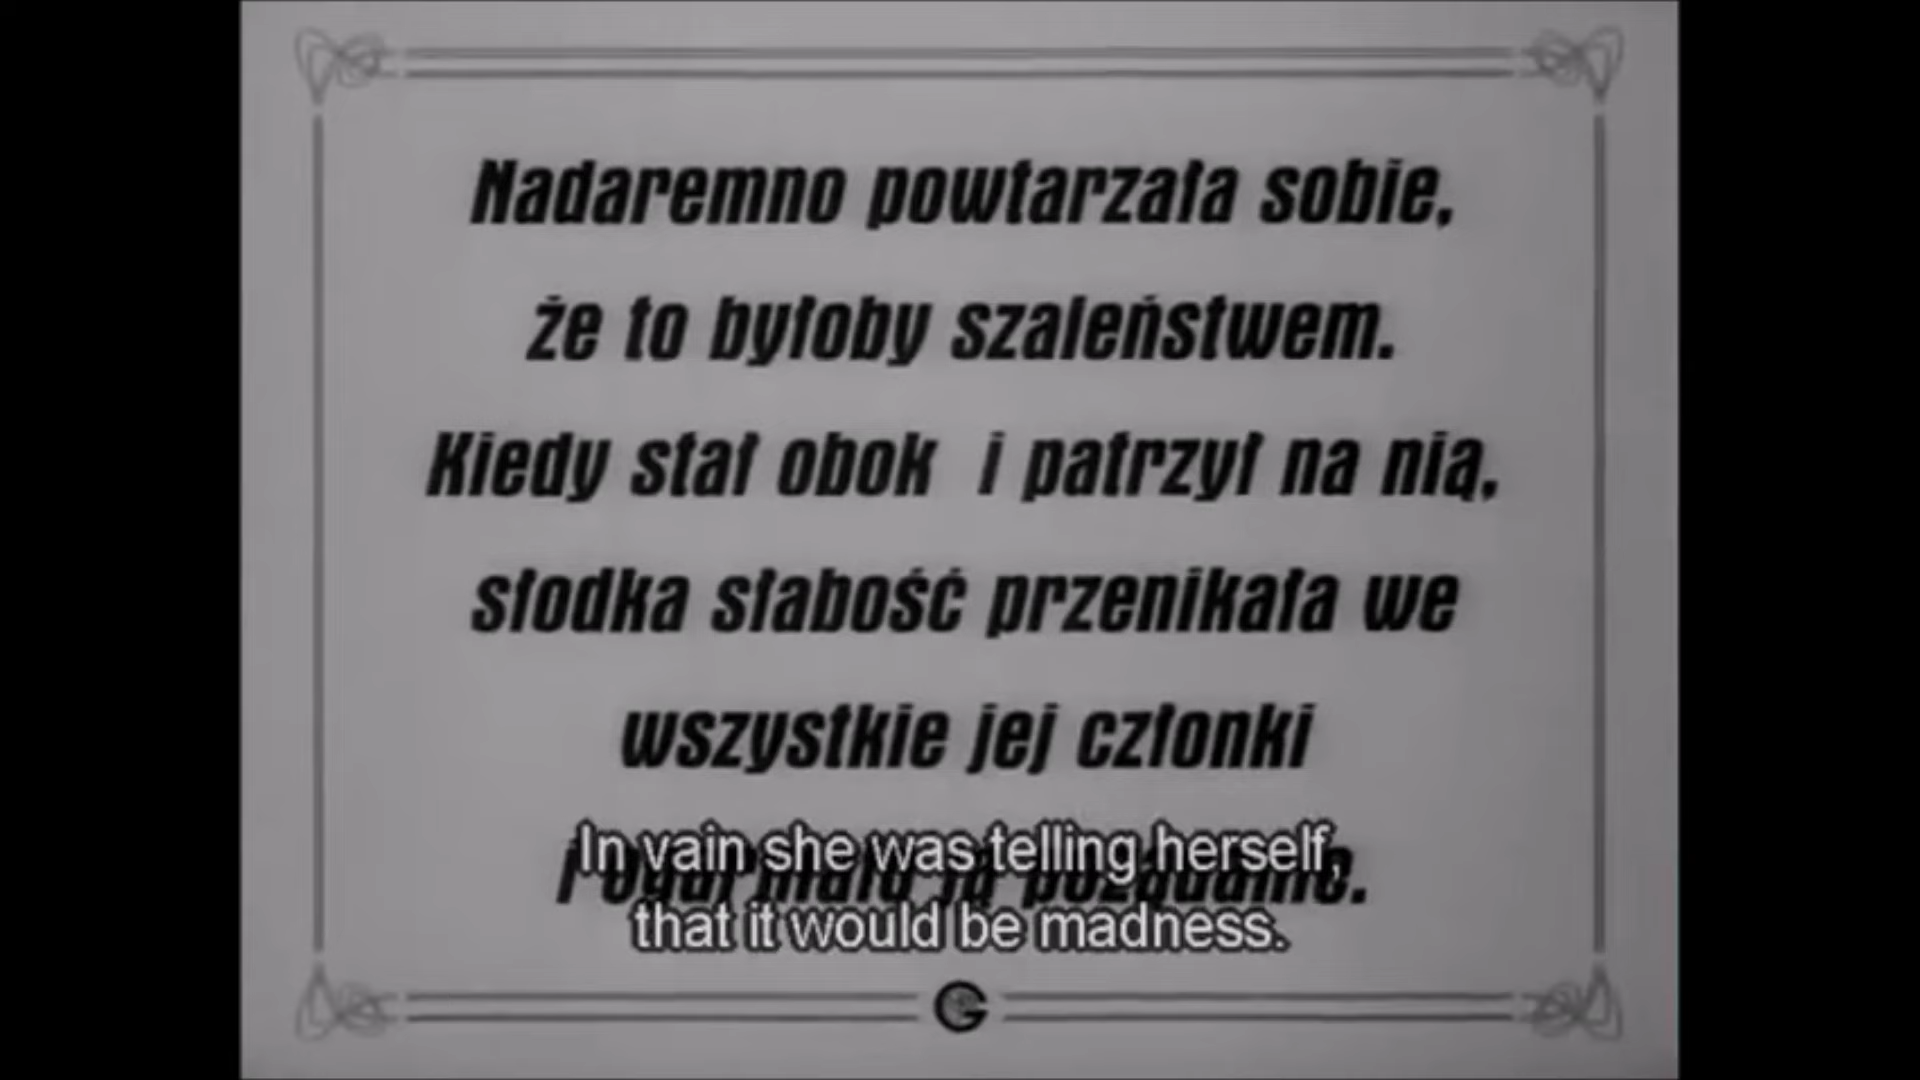 Nadaremno powtarzała sobie,
że to byłoby szaleństwem.
Kiedy stał obok i patrzył na nią,
słodka słabość przenikała we
wszystkie jej członki
In vain she was telling herself,
that it would be madness.